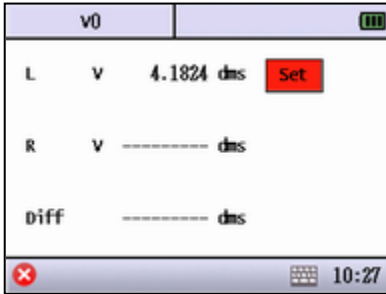 v0
L V 4.1824 dms Set
R V --------- dms
Diff --------- dms
10:27